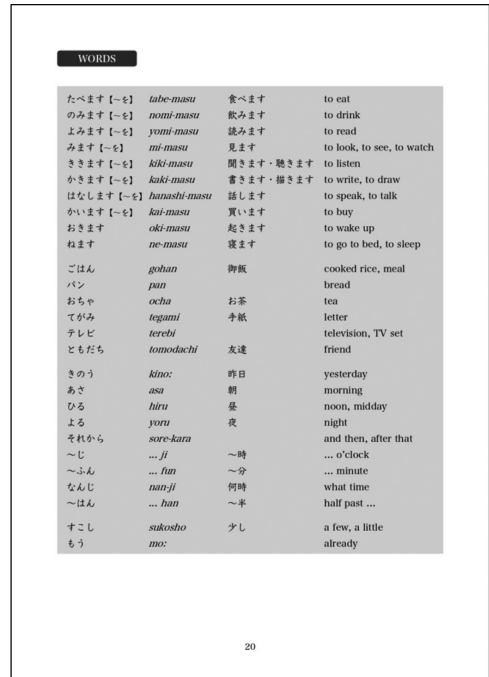 WORDS
たべます【~を】 tabe-masu 食べます to eat
のみます【~を】 nomi-masu 飲みます to drink
よみます【~を】 yomi-masu 読みます to read
みます【~を】 mi-masu 見ます to look, to see, to watch
ききます【~を】 kiki-masu 聞きます・聴きます to listen
かきます【~を】 kaki-masu 書きます・描きます to write, to draw
はなします【~を】 hanashi-masu 話します to speak, to talk
かいます【~を】 kai-masu 買います to buy
おきます oki-masu 起きます to wake up
ねます ne-masu 寝ます to go to bed, to sleep
ごはん gohan 御飯 cooked rice, meal
パン pan bread
おちゃ ocha お茶 tea
てがみ tegami 手紙 letter
テレビ terebi television, TV set
ともだち tomodachi 友達 friend
きのう kino: 昨日 yesterday
あさ asa 朝 morning
ひる hiru 昼 noon, midday
よる yoru 夜 night
それから sore-kara and then, after that
~じ ... ji ~時 ... o'clock
~ふん ... fun ~分 ... minute
なんじ nan-ji 何時 what time
~はん ... han ~半 half past ...
すこし sukosho 少し a few, a little
もう mo: already
20